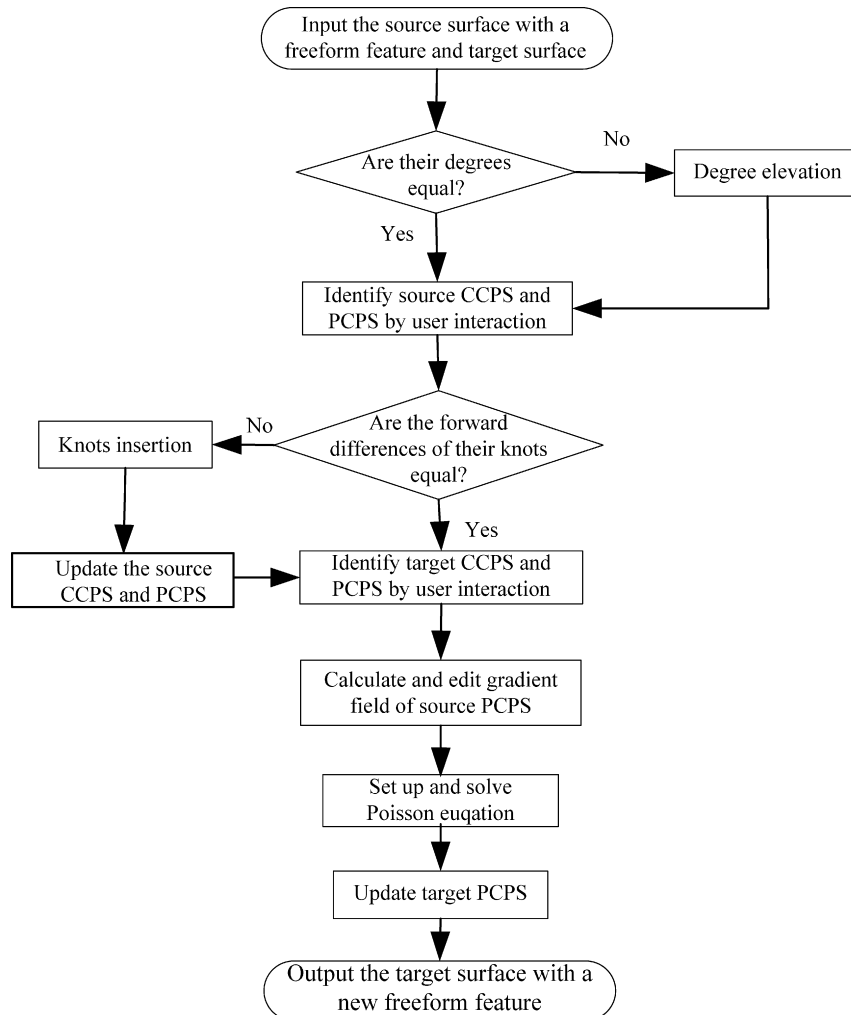 Input the source surface with a
freeform feature and target surface
Are their degrees
equal?
No
Degree elevation
Yes
Identify source CCPS and
PCPS by user interaction
Are the forward
differences of their knots
equal?
No
Knots insertion
Update the source
CCPS and PCPS
Yes
Identify target CCPS and
PCPS by user interaction
Calculate and edit gradient
field of source PCPS
Set up and solve
Poisson euqation
Update target PCPS
Output the target surface with a
new freeform feature